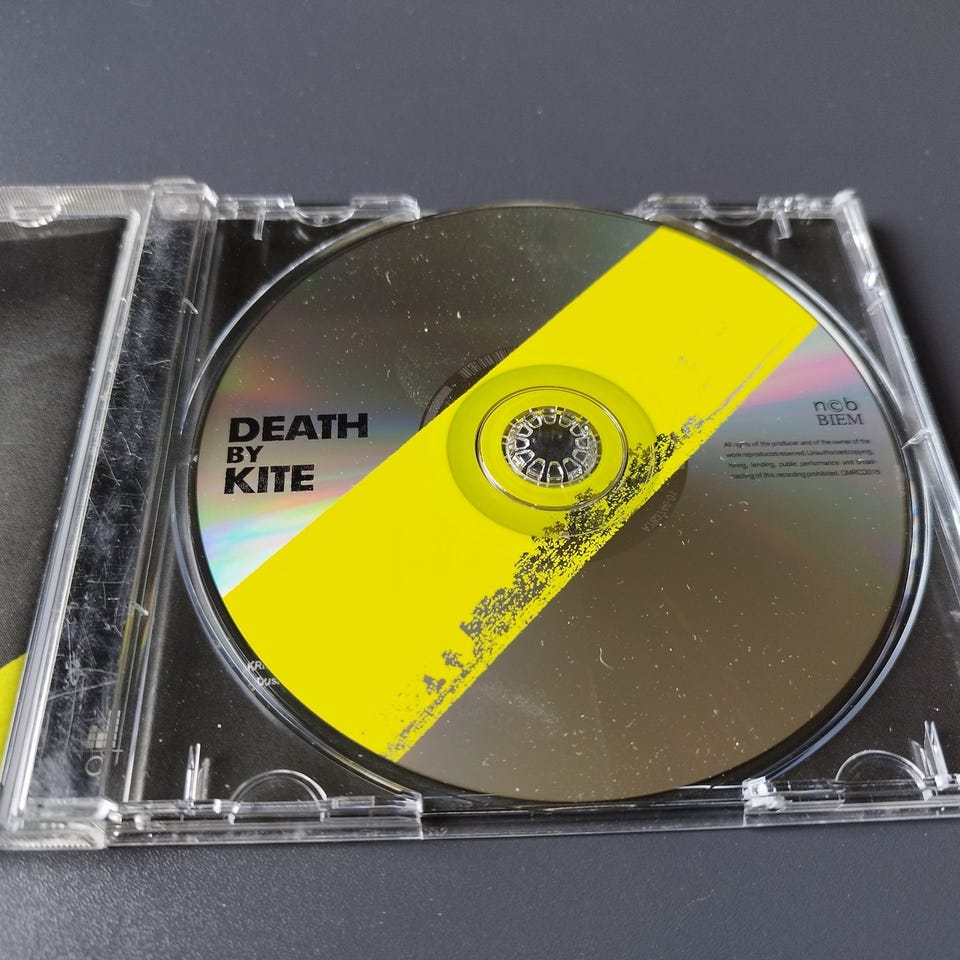 DEATH
BY
KITE
n©b
BIEM
All rights of the producer and of the owner of the
work reproduced reserved. Unauthorized copying,
hiring, lending, public performance and broad-
casting of this recording prohibited. GMRCD016